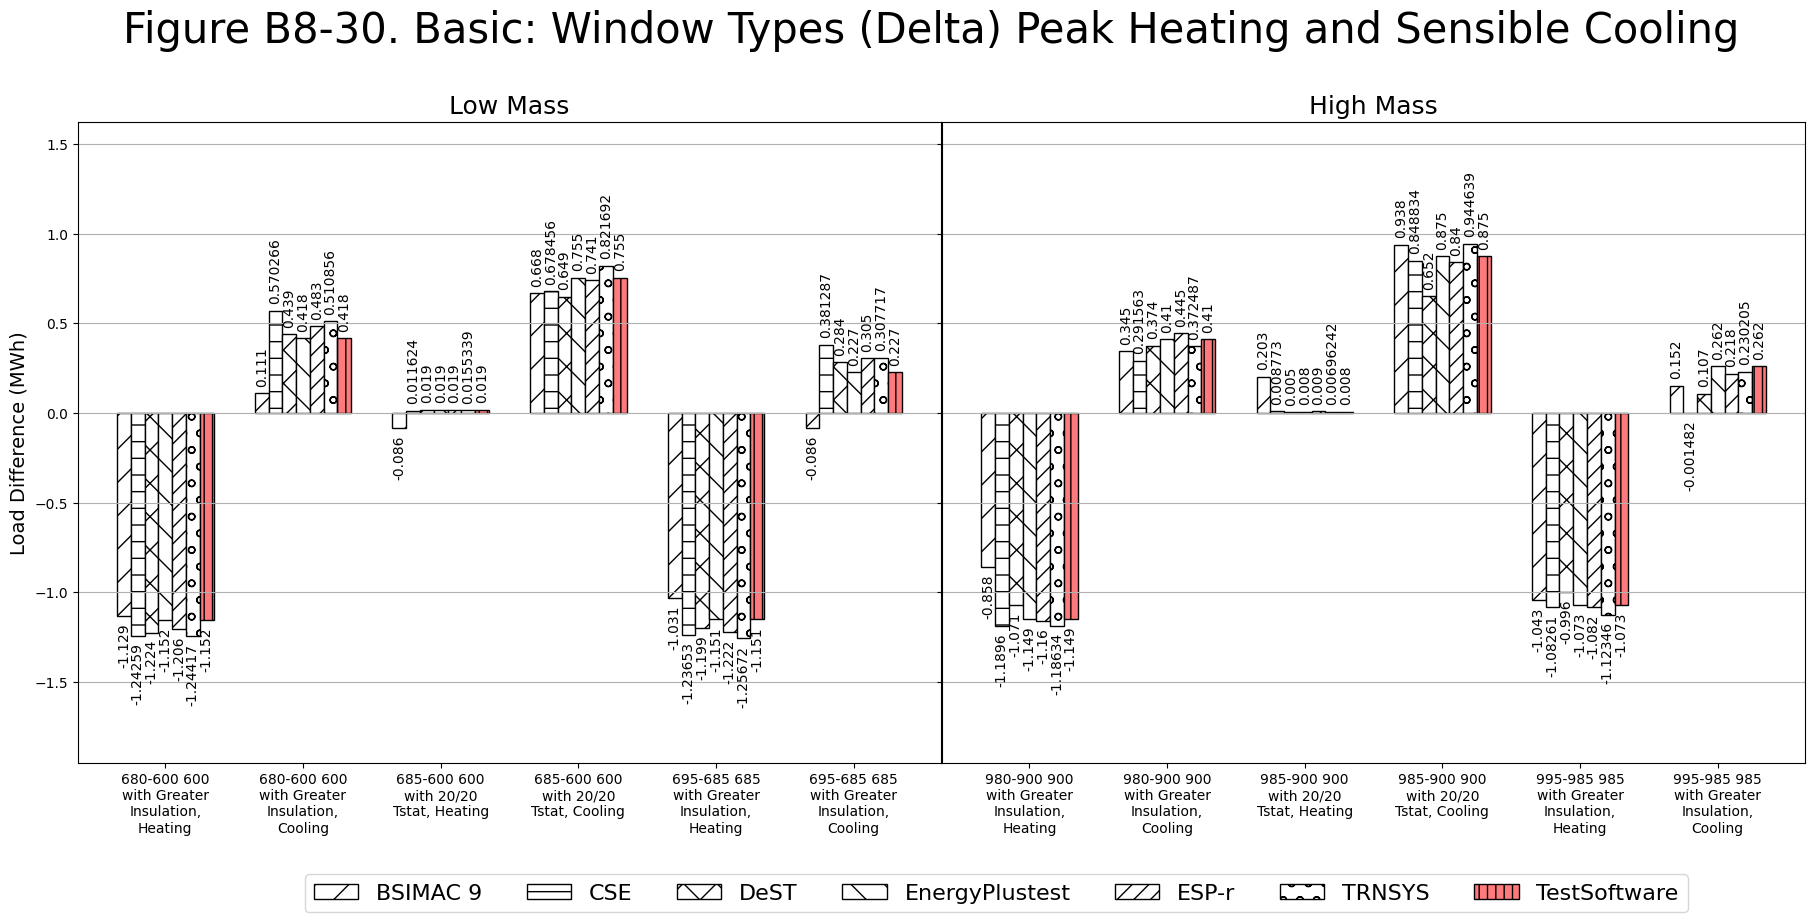 Figure B8-30. Basic: Window Types (Delta) Peak Heating and Sensible Cooling
Low Mass
High Mass
Load Difference (MWh)
1.5
1.0
0.5
0.0
−0.5
−1.0
−1.5
-1.129
-1.24259
-1.224
-1.152
-1.206
-1.24417
-1.152
0.111
0.570266
0.439
0.418
0.483
0.510856
0.418
-0.086
0.011624
0.019
0.019
0.019
0.0155339
0.019
0.668
0.678456
0.649
0.755
0.741
0.821692
0.755
-1.031
-1.23653
-1.199
-1.151
-1.222
-1.25672
-1.151
-0.086
0.381287
0.284
0.227
0.305
0.307717
0.227
-0.858
-1.1896
-1.071
-1.149
-1.16
-1.18634
-1.149
0.345
0.291563
0.374
0.41
0.445
0.372487
0.41
0.203
0.008773
0.005
0.008
0.009
0.00696242
0.008
0.938
0.848834
0.652
0.875
0.84
0.944639
0.875
-1.043
-1.08261
-0.996
-1.073
-1.082
-1.12346
-1.073
0.152
-0.001482
0.107
0.262
0.218
0.230205
0.262
680-600 600
with Greater
Insulation,
Heating
680-600 600
with Greater
Insulation,
Cooling
685-600 600
with 20/20
Tstat, Heating
685-600 600
with 20/20
Tstat, Cooling
695-685 685
with Greater
Insulation,
Heating
695-685 685
with Greater
Insulation,
Cooling
980-900 900
with Greater
Insulation,
Heating
980-900 900
with Greater
Insulation,
Cooling
985-900 900
with 20/20
Tstat, Heating
985-900 900
with 20/20
Tstat, Cooling
995-985 985
with Greater
Insulation,
Heating
995-985 985
with Greater
Insulation,
Cooling
BSIMAC 9
CSE
DeST
EnergyPlustest
ESP-r
TRNSYS
TestSoftware